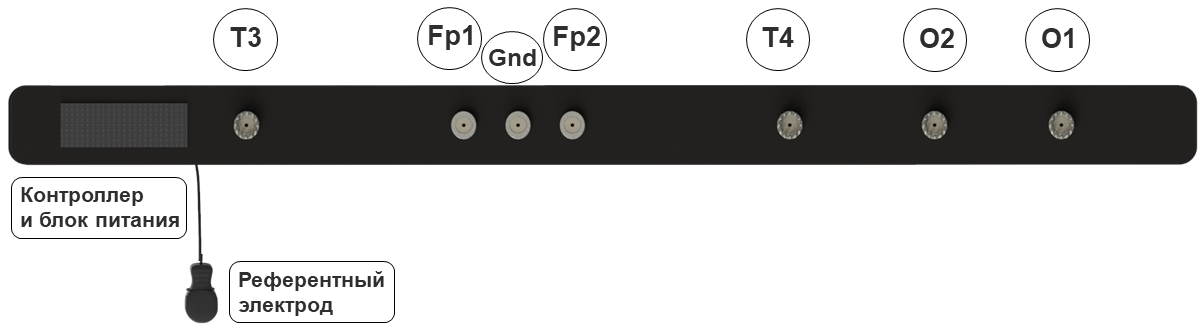 T3
Fp1
Gnd
Fp2
T4
O2
O1
Контроллер
и блок питания
Референтный
электрод